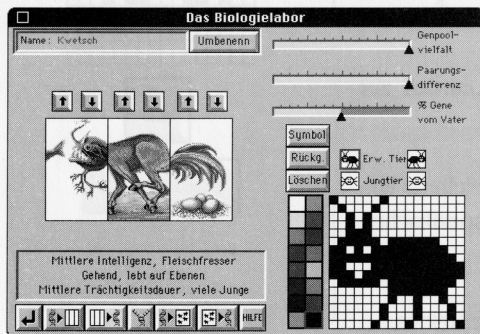 Das Biologielabor
Name: Kwetsch
Umbenenn
Genpool-
vielfalt
Paarungs-
differenz
% Gene
vom Vater
Symbol
Rückg.
Löschen
Erw. Tier
Jungtier
Mittlere Intelligenz, Fleischfresser
Gehend, lebt auf Ebenen
Mittlere Trächtigkeitsdauer, viele Junge
HILFE